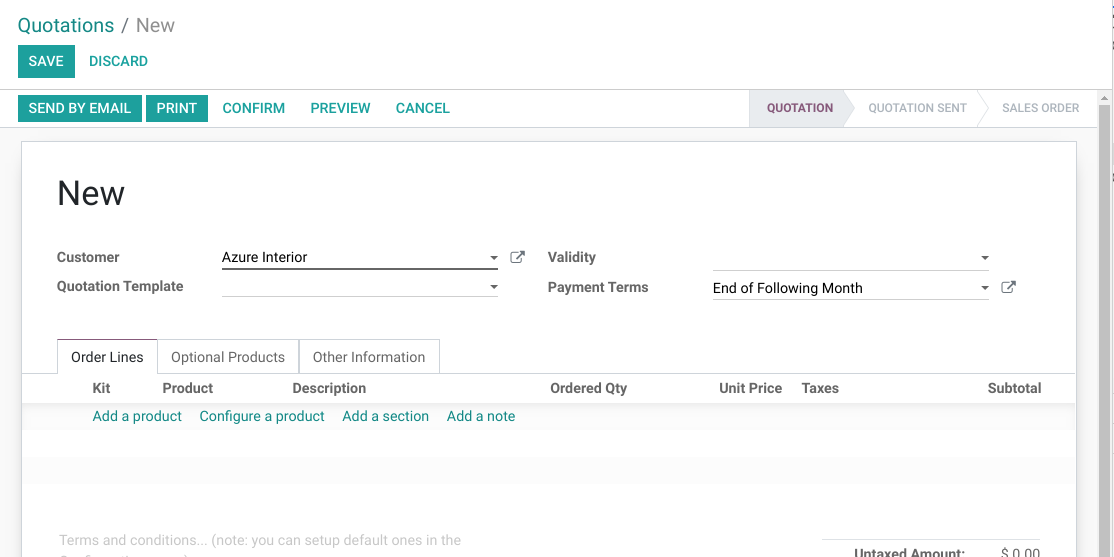 Quotations / New
SAVE DISCARD
SEND BY EMAIL PRINT CONFIRM PREVIEW CANCEL QUOTATION QUOTATION SENT SALES ORDER
New
Customer Azure Interior Validity
Quotation Template Payment Terms End of Following Month
Order Lines Optional Products Other Information
Kit Product Description Ordered Qty Unit Price Taxes Subtotal
Add a product Configure a product Add a section Add a note
Terms and conditions... (note: you can setup default ones in the
Untaxed Amount: $ 0.00